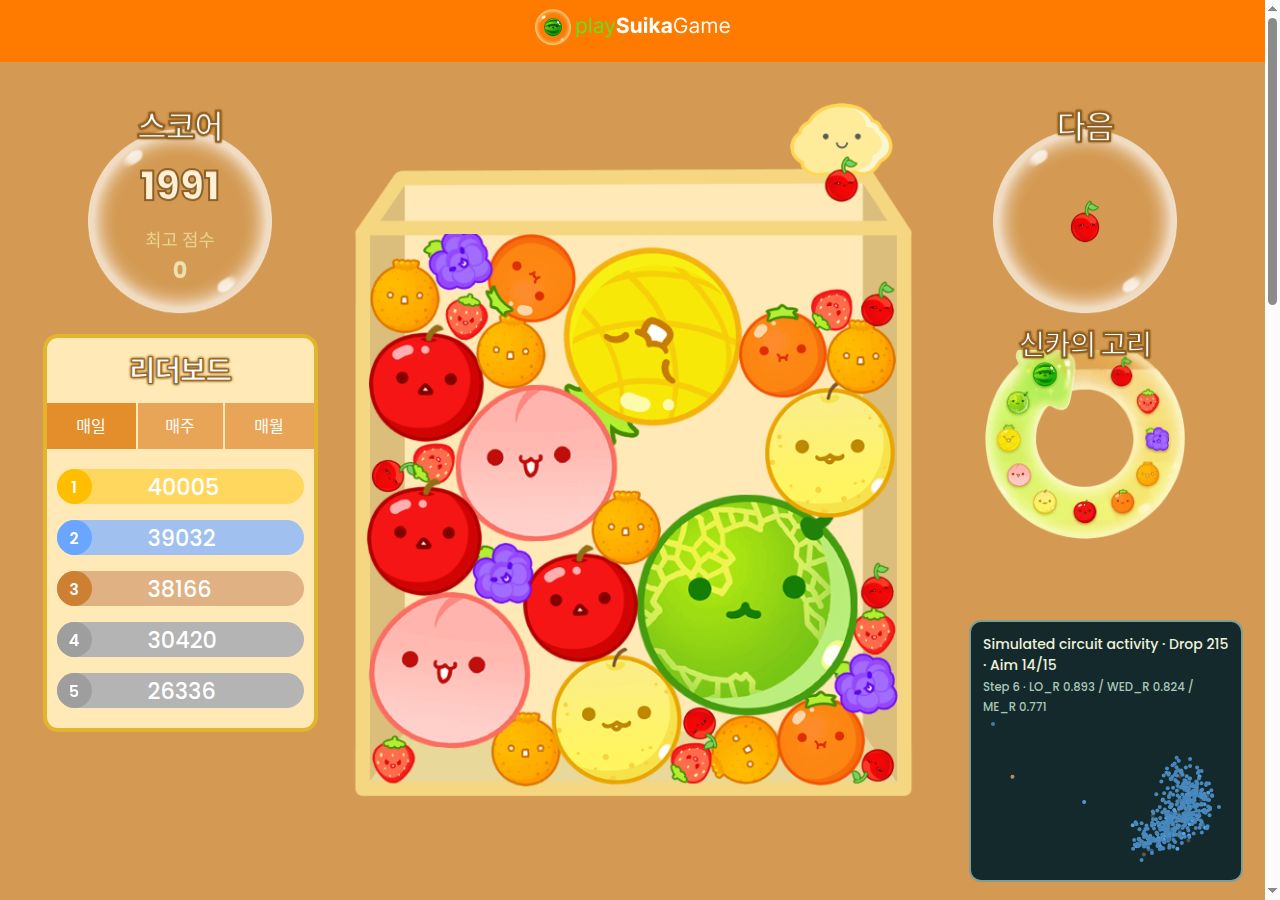 playSuikaGame
스코어
1991
최고 점수
0
다음
리더보드
매일 매주 매월
1 40005
2 39032
3 38166
4 30420
5 26336
신카의 고리
Simulated circuit activity · Drop 215
· Aim 14/15
Step 6 · LO_R 0.893 / WED_R 0.824 /
ME_R 0.771